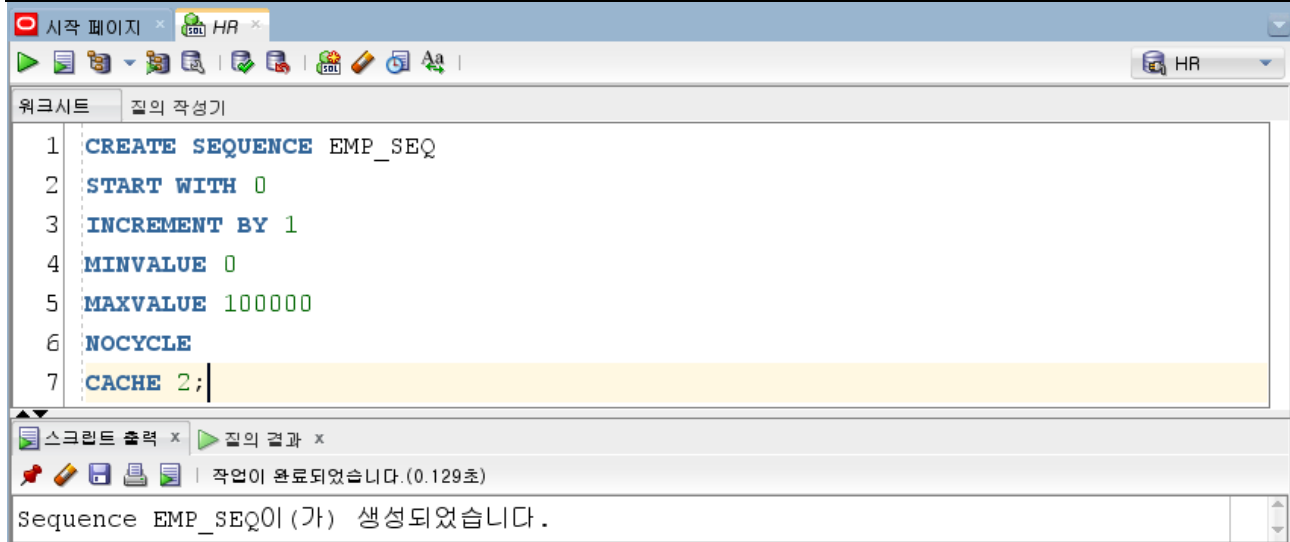 시작 페이지 HR
HR
워크시트 질의 작성기
1 CREATE SEQUENCE EMP_SEQ
2 START WITH 0
3 INCREMENT BY 1
4 MINVALUE 0
5 MAXVALUE 100000
6 NOCYCLE
7 CACHE 2;
스크립트 출력 x 질의 결과 x
작업이 완료되었습니다.(0.129초)
Sequence EMP_SEQ이(가) 생성되었습니다.